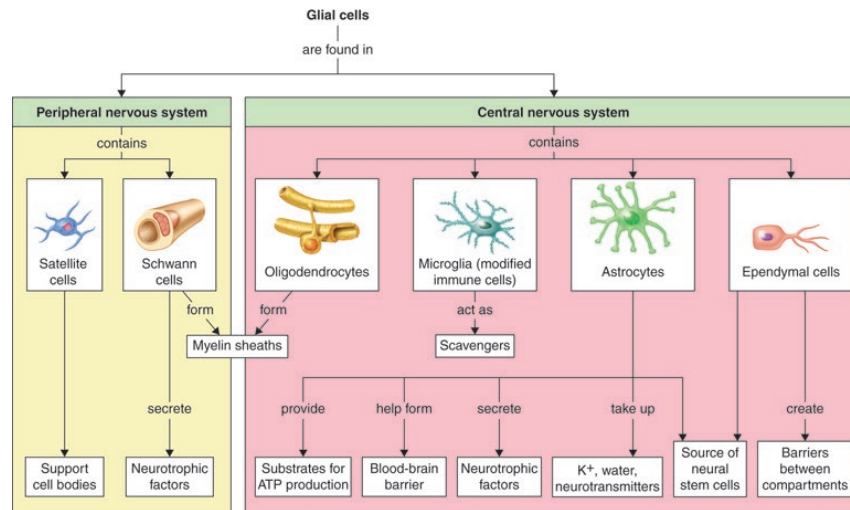 Glial cells
are found in
Peripheral nervous system
Central nervous system
contains
contains
Satellite
cells
Schwann
cells
Oligodendrocytes
Microglia (modified
immune cells)
Astrocytes
Ependymal cells
form
form
act as
Myelin sheaths
Scavengers
secrete
provide
help form
secrete
take up
create
Support
cell bodies
Neurotrophic
factors
Substrates for
ATP production
Blood-brain
barrier
Neurotrophic
factors
K+, water,
neurotransmitters
Source of
neural
stem cells
Barriers
between
compartments